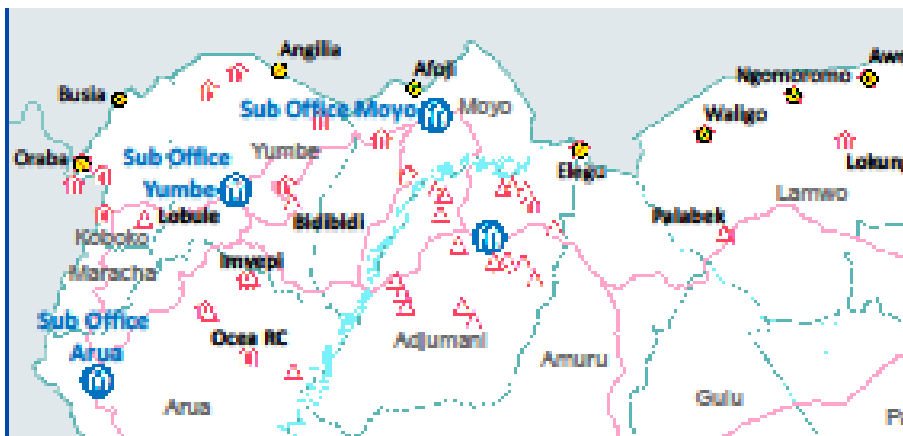 Angilia
Afoji
Awe
Ngomoromo
Busia
Sub Office Moyo
Moyo
Waligo
Oraba
Sub Office
Yumbe
Elegu
Lokung
Yumbe
Lamwo
Lobule
Bidibidi
Palabek
Koboko
Imvepi
Maracha
Sub Office
Ocea RC
Adjumani
Arua
Amuru
Arua
Gulu